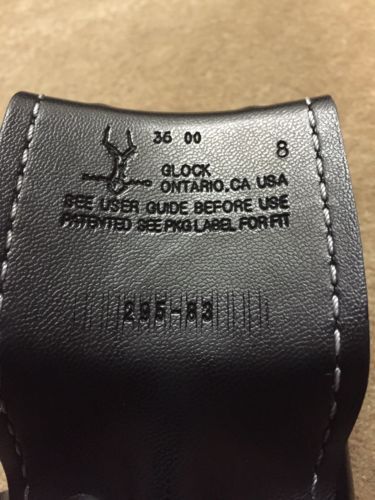 36 00
8
GLOCK
ONTARIO, CA USA
SEE USER GUIDE BEFORE USE
PATENTED SEE PKG LABEL FOR FIT
295-83